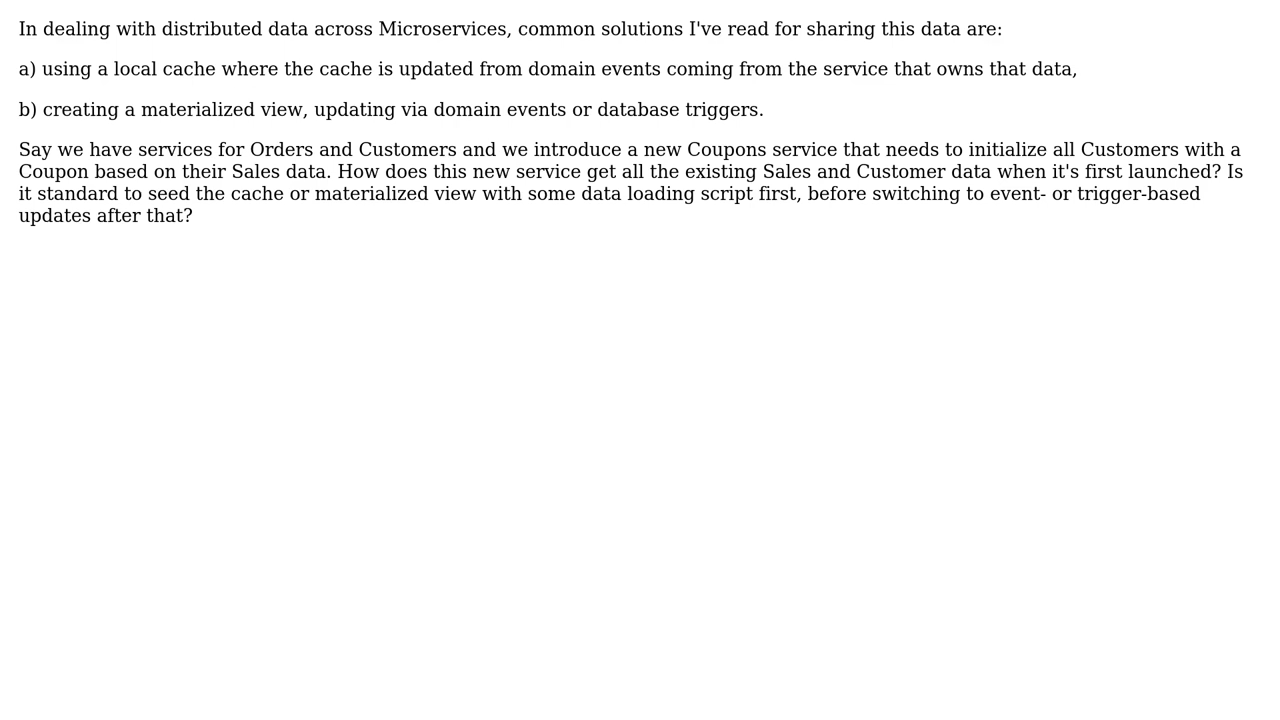 In dealing with distributed data across Microservices, common solutions I've read for sharing this data are:
a) using a local cache where the cache is updated from domain events coming from the service that owns that data,
b) creating a materialized view, updating via domain events or database triggers.
Say we have services for Orders and Customers and we introduce a new Coupons service that needs to initialize all Customers with a
Coupon based on their Sales data. How does this new service get all the existing Sales and Customer data when it's first launched? Is
it standard to seed the cache or materialized view with some data loading script first, before switching to event- or trigger-based
updates after that?